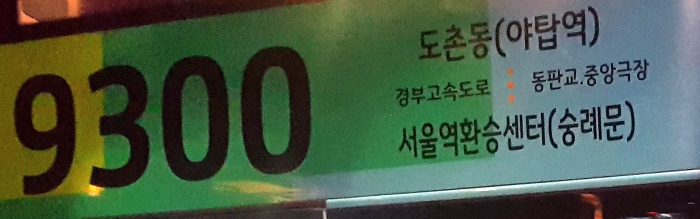 9300
도촌동(야탑역)
경부고속도로 동판교.중앙극장
서울역환승센터(숭례문)